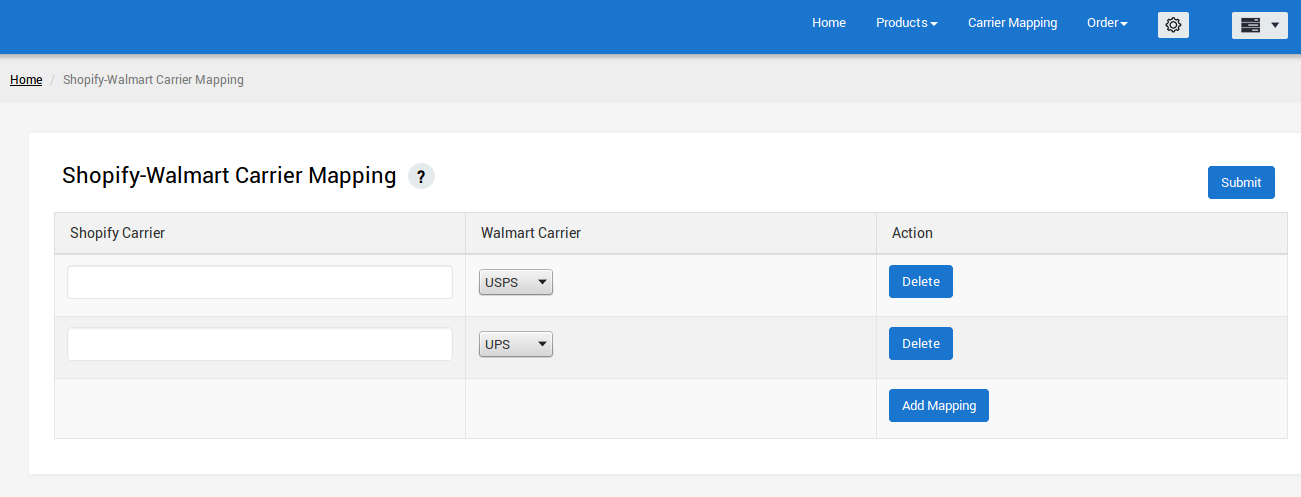 Home Products Carrier Mapping Order
Home / Shopify-Walmart Carrier Mapping
Shopify-Walmart Carrier Mapping ?
Submit
Shopify Carrier Walmart Carrier Action
USPS Delete
UPS Delete
Add Mapping